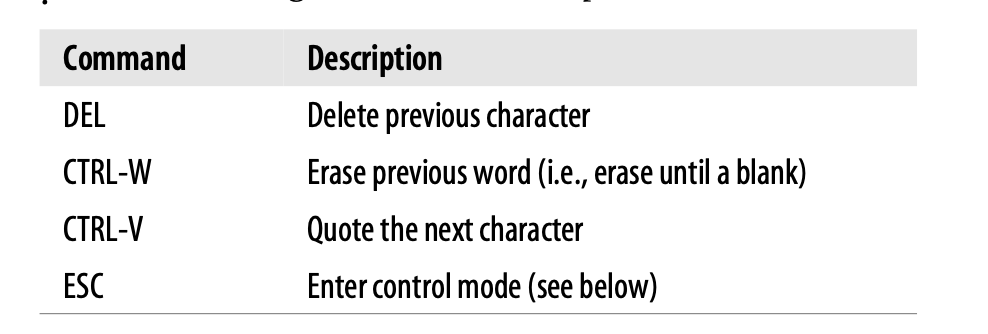 Command Description
DEL Delete previous character
CTRL-W Erase previous word (i.e., erase until a blank)
CTRL-V Quote the next character
ESC Enter control mode (see below)